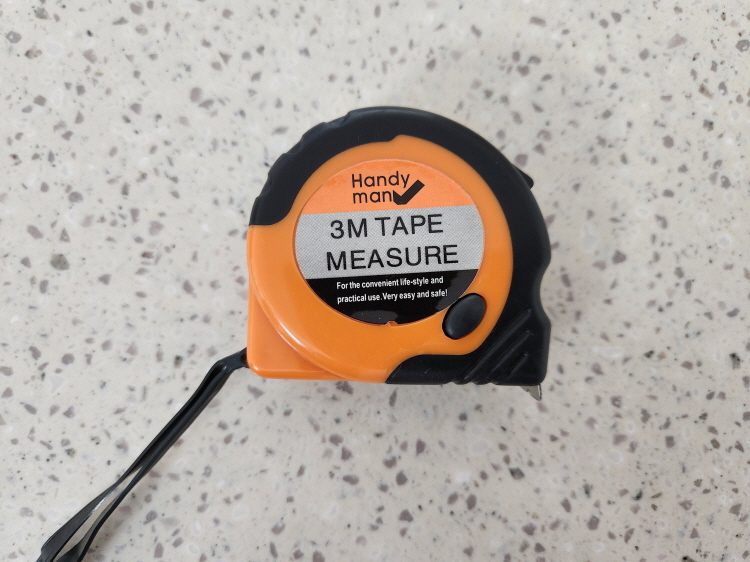 Handy
man
3M TAPE
MEASURE
For the convenient life-style and
practical use.Very easy and safe!